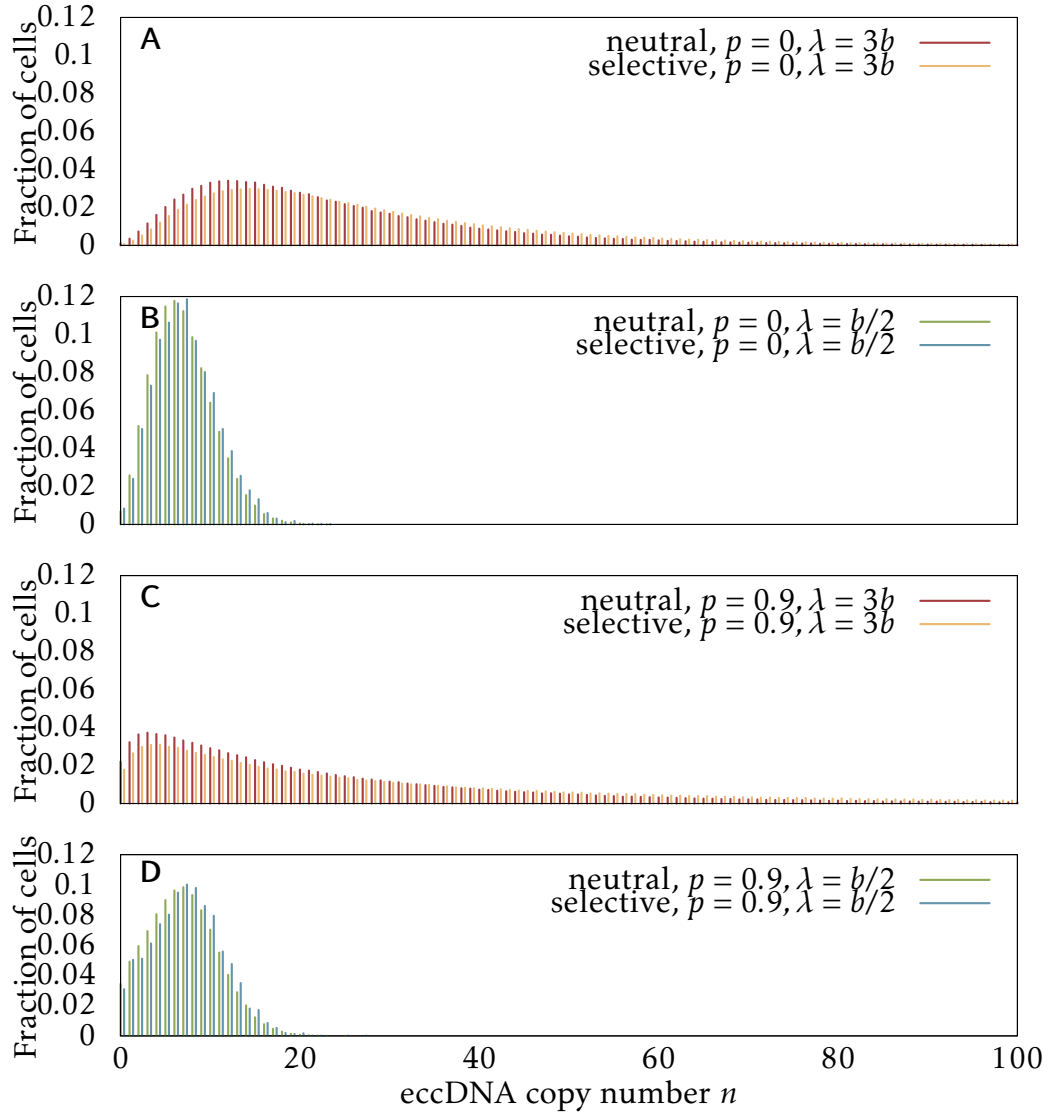 A
neutral, p = 0, λ = 3b
selective, p = 0, λ = 3b
0.12
0.1
0.08
0.06
0.04
0.02
0
Fraction of cells
B
neutral, p = 0, λ = b/2
selective, p = 0, λ = b/2
0.12
0.1
0.08
0.06
0.04
0.02
0
Fraction of cells
C
neutral, p = 0.9, λ = 3b
selective, p = 0.9, λ = 3b
0.12
0.1
0.08
0.06
0.04
0.02
0
Fraction of cells
D
neutral, p = 0.9, λ = b/2
selective, p = 0.9, λ = b/2
0.12
0.1
0.08
0.06
0.04
0.02
0
Fraction of cells
0 20 40 60 80 100
eccDNA copy number n